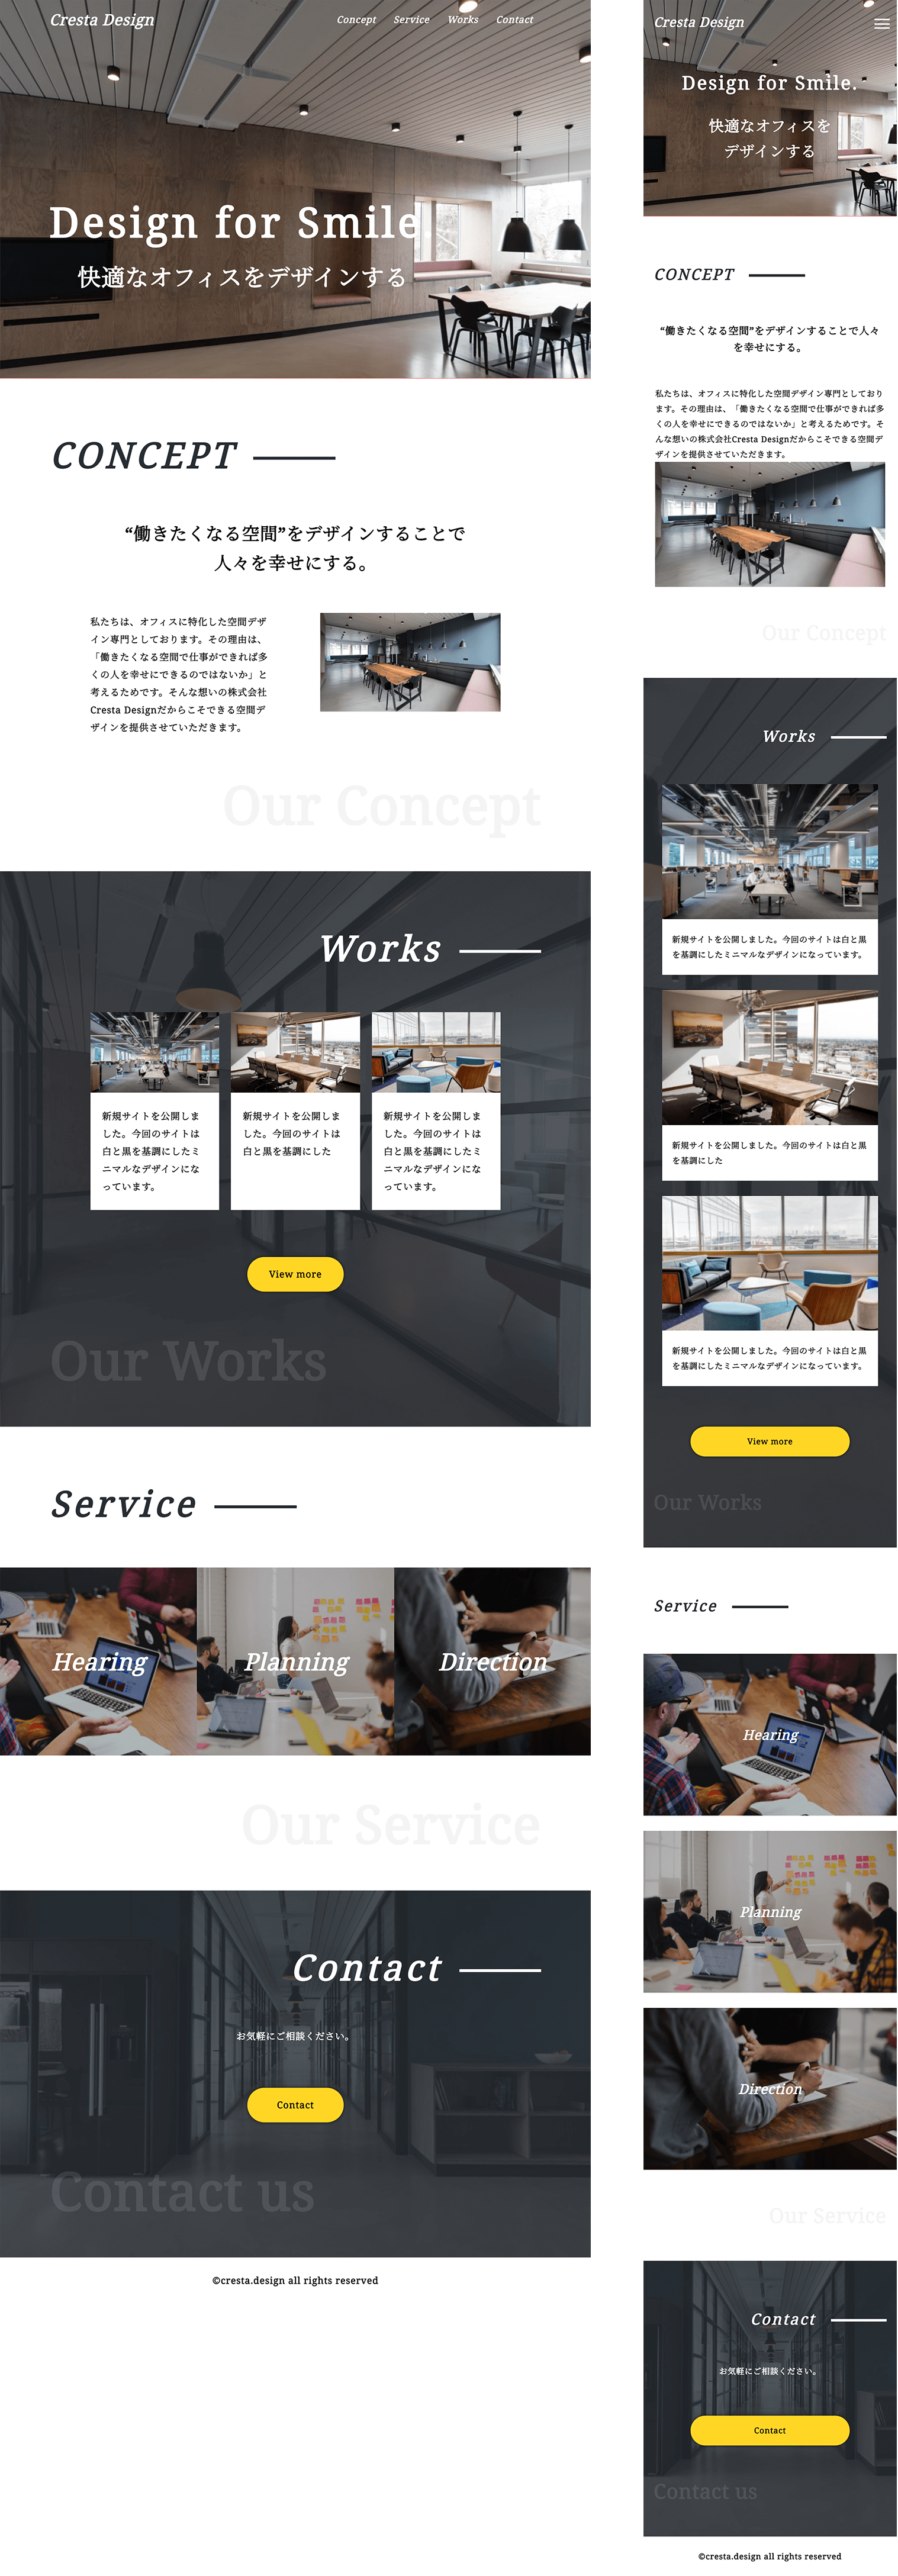 Cresta Design
Concept Service Works Contact
Design for Smile.
快適なオフィスをデザインする
CONCEPT
“働きたくなる空間”をデザインすることで
人々を幸せにする。
私たちは、オフィスに特化した空間デザ
イン専門としております。その理由は、
「働きたくなる空間で仕事ができれば多
くの人を幸せにできるのではないか」と
考えるためです。そんな想いの株式会社
Cresta Designだからこそできる空間デ
ザインを提供させていただきます。
Our Concept
Works
新規サイトを公開しま
した。今回のサイトは
白と黒を基調にしたミ
ニマルなデザインにな
っています。
新規サイトを公開しま
した。今回のサイトは
白と黒を基調にした
新規サイトを公開しま
した。今回のサイトは
白と黒を基調にしたミ
ニマルなデザインにな
っています。
View more
Our Works
Service
Hearing
Planning
Direction
Our Service
Contact
お気軽にご相談ください。
Contact
Contact us
©cresta.design all rights reserved
Cresta Design
Design for Smile.
快適なオフィスを
デザインする
CONCEPT
“働きたくなる空間”をデザインすることで人々
を幸せにする。
私たちは、オフィスに特化した空間デザイン専門としており
ます。その理由は、「働きたくなる空間で仕事ができれば多
くの人を幸せにできるのではないか」と考えるためです。そ
んな想いの株式会社Cresta Designだからこそできる空間デ
ザインを提供させていただきます。
Our Concept
Works
新規サイトを公開しました。今回のサイトは白と黒
を基調にしたミニマルなデザインになっています。
新規サイトを公開しました。今回のサイトは白と黒
を基調にした
新規サイトを公開しました。今回のサイトは白と黒
を基調にしたミニマルなデザインになっています。
View more
Our Works
Service
Hearing
Planning
Direction
Our Service
Contact
お気軽にご相談ください。
Contact
Contact us
©cresta.design all rights reserved